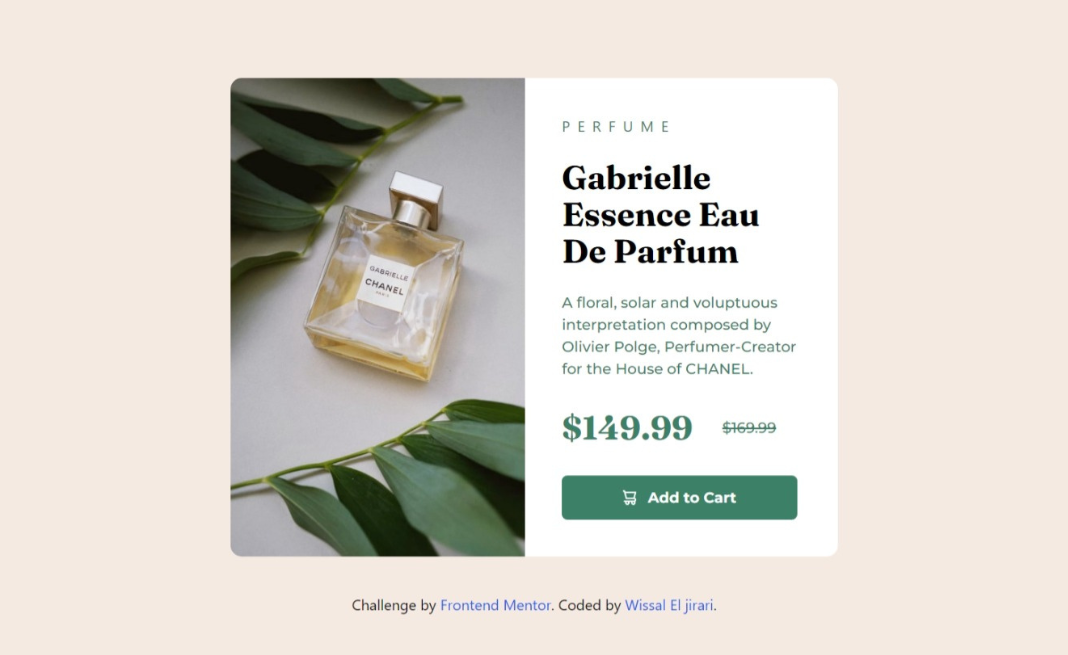 GABRIELLE
CHANEL
PARIS
PERFUME
Gabrielle
Essence Eau
De Parfum
A floral, solar and voluptuous
interpretation composed by
Olivier Polge, Perfumer-Creator
for the House of CHANEL.
$149.99 $169.99
Add to Cart
Challenge by Frontend Mentor. Coded by Wissal El jirari.